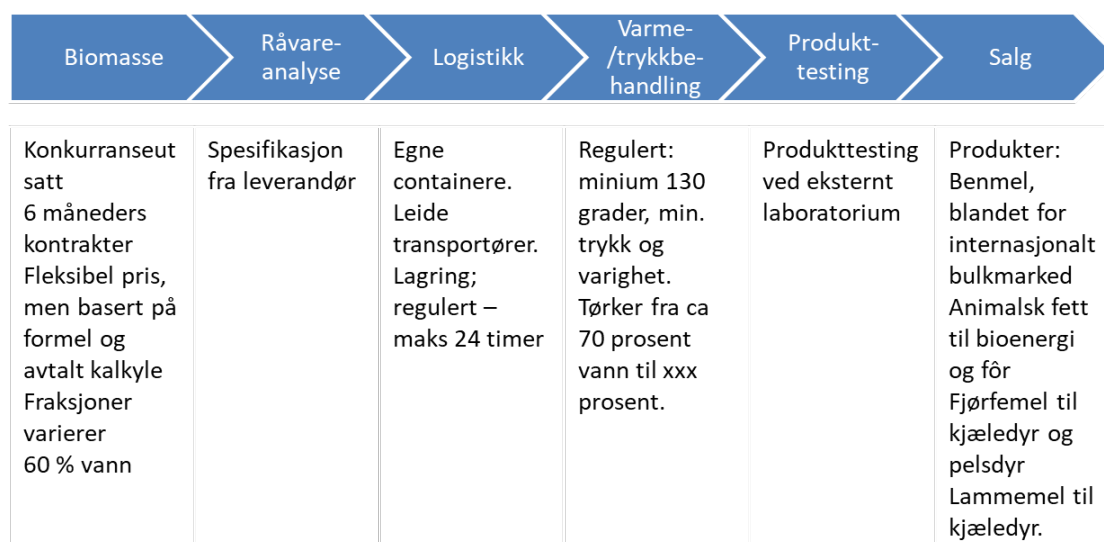 Biomasse
Råvare-
analyse
Logistikk
Varme-
/trykkbe-
handling
Produkt-
testing
Salg
Konkurranseut
satt
6 måneders
kontrakter
Fleksibel pris,
men basert på
formel og
avtalt kalkyle
Fraksjoner
varierer
60 % vann
Spesifikasjon
fra leverandør
Egne
containere.
Leide
transportører.
Lagring;
regulert –
maks 24 timer
Regulert:
minium 130
grader, min.
trykk og
varighet.
Tørker fra ca
70 prosent
vann til xxx
prosent.
Produkttesting
ved eksternt
laboratorium
Produkter:
Benmel,
blandet for
internasjonalt
bulkmarked
Animalsk fett
til bioenergi
og fôr
Fjørfemel til
kjæledyr og
pelsdyr
Lammemel til
kjæledyr.